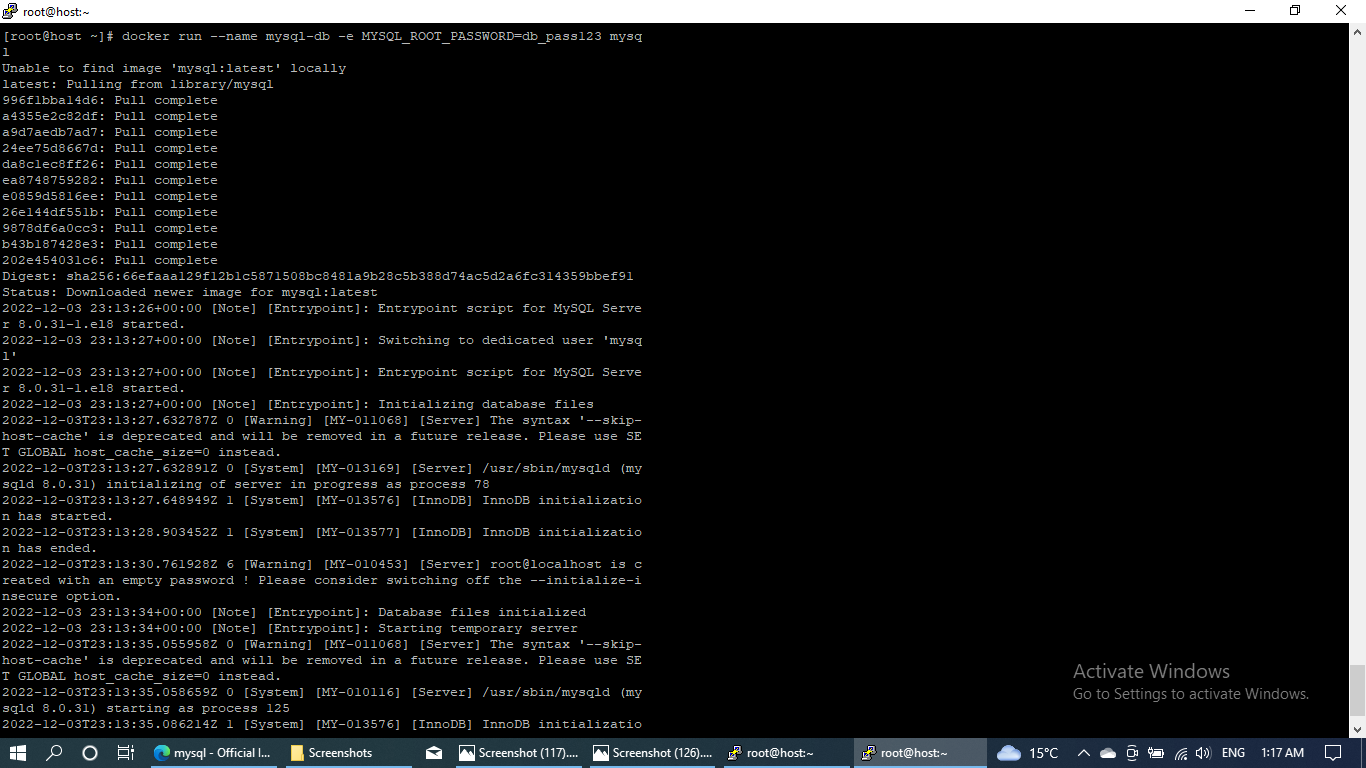 root@host:~
[root@host ~]# docker run --name mysql-db -e MYSQL_ROOT_PASSWORD=db_pass123 mysq
l
Unable to find image 'mysql:latest' locally
latest: Pulling from library/mysql
996f1bba14d6: Pull complete
a4355e2c82df: Pull complete
a9d7aedb7ad7: Pull complete
24ee75d8667d: Pull complete
da8c1ec8ff26: Pull complete
ea8748759282: Pull complete
e0859d5816ee: Pull complete
26e144df551b: Pull complete
9878df6a0cc3: Pull complete
b43b187428e3: Pull complete
202e454031c6: Pull complete
Digest: sha256:66efaaa129f12b1c5871508bc8481a9b28c5b388d74ac5d2a6fc314359bbef91
Status: Downloaded newer image for mysql:latest
2022-12-03 23:13:26+00:00 [Note] [Entrypoint]: Entrypoint script for MySQL Serve
r 8.0.31-1.el8 started.
2022-12-03 23:13:27+00:00 [Note] [Entrypoint]: Switching to dedicated user 'mysq
l'
2022-12-03 23:13:27+00:00 [Note] [Entrypoint]: Entrypoint script for MySQL Serve
r 8.0.31-1.el8 started.
2022-12-03 23:13:27+00:00 [Note] [Entrypoint]: Initializing database files
2022-12-03T23:13:27.632787Z 0 [Warning] [MY-011068] [Server] The syntax '--skip-
host-cache' is deprecated and will be removed in a future release. Please use SE
T GLOBAL host_cache_size=0 instead.
2022-12-03T23:13:27.632891Z 0 [System] [MY-013169] [Server] /usr/sbin/mysqld (my
sqld 8.0.31) initializing of server in progress as process 78
2022-12-03T23:13:27.648949Z 1 [System] [MY-013576] [InnoDB] InnoDB initializatio
n has started.
2022-12-03T23:13:28.903452Z 1 [System] [MY-013577] [InnoDB] InnoDB initializatio
n has ended.
2022-12-03T23:13:30.761928Z 6 [Warning] [MY-010453] [Server] root@localhost is c
reated with an empty password ! Please consider switching off the --initialize-i
nsecure option.
2022-12-03 23:13:34+00:00 [Note] [Entrypoint]: Database files initialized
2022-12-03 23:13:34+00:00 [Note] [Entrypoint]: Starting temporary server
2022-12-03T23:13:35.055958Z 0 [Warning] [MY-011068] [Server] The syntax '--skip-
host-cache' is deprecated and will be removed in a future release. Please use SE
T GLOBAL host_cache_size=0 instead.
2022-12-03T23:13:35.058659Z 0 [System] [MY-010116] [Server] /usr/sbin/mysqld (my
sqld 8.0.31) starting as process 125
2022-12-03T23:13:35.086214Z 1 [System] [MY-013576] [InnoDB] InnoDB initializatio
Activate Windows
Go to Settings to activate Windows.
mysql - Official I... Screenshots Screenshot (117).... Screenshot (126).... root@host:~ root@host:~ 15°C ENG 1:17 AM